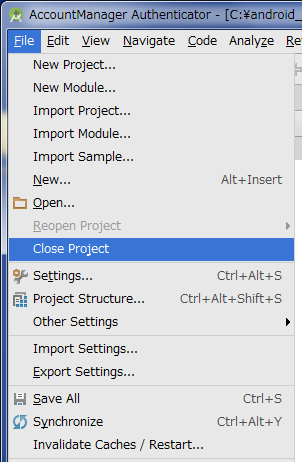 AccountManager Authenticator - [C:¥android_
File Edit View Navigate Code Analyze Re
New Project...
New Module...
Import Project...
Import Module...
Import Sample...
New... Alt+Insert
Open...
Reopen Project
Close Project
Settings... Ctrl+Alt+S
Project Structure... Ctrl+Alt+Shift+S
Other Settings
Import Settings...
Export Settings...
Save All Ctrl+S
Synchronize Ctrl+Alt+Y
Invalidate Caches / Restart...